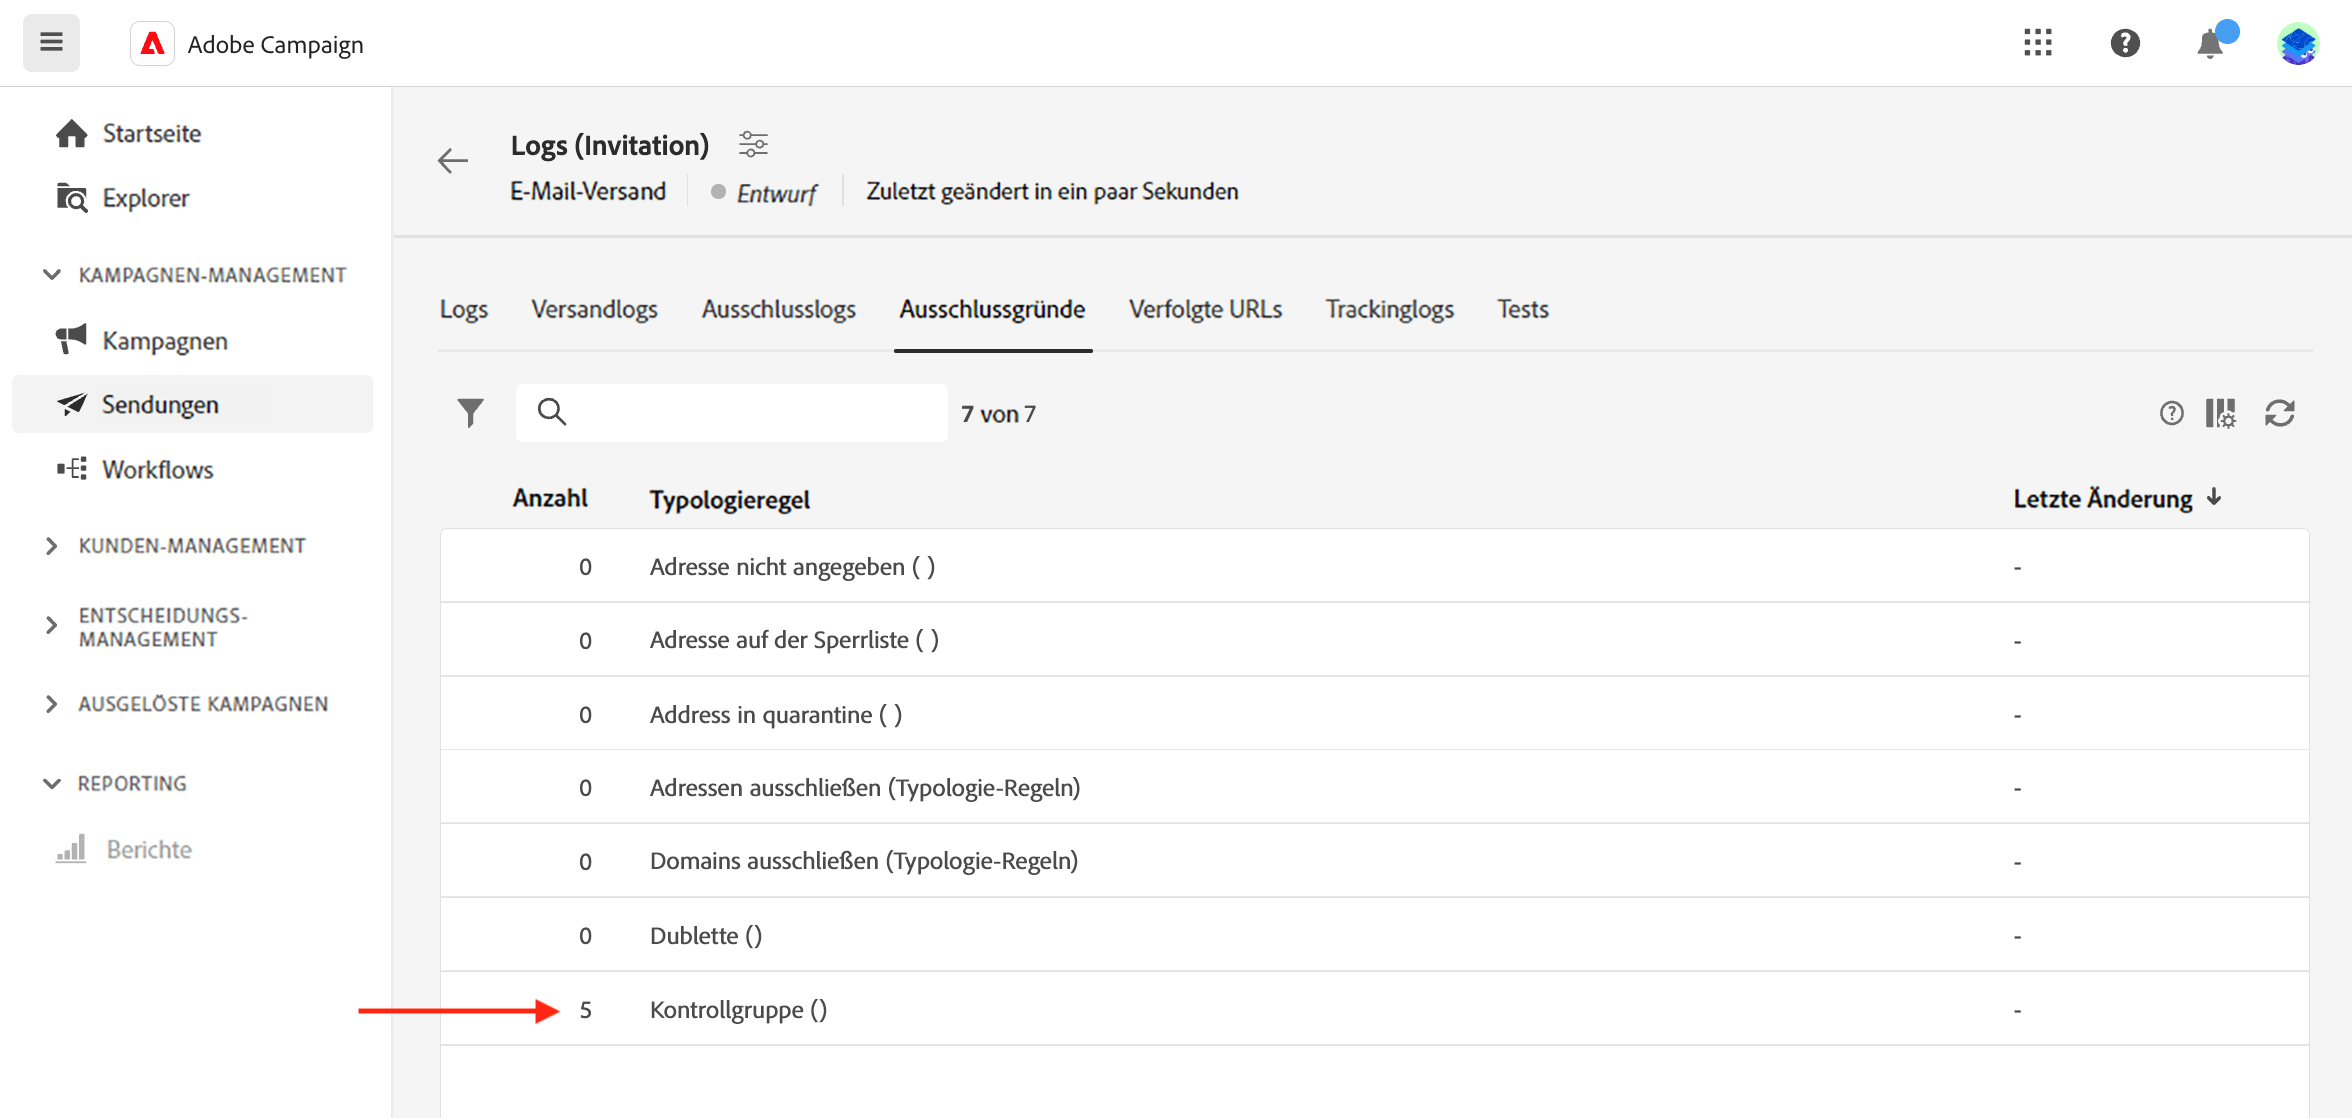 Adobe Campaign
Startseite
Explorer
KAMPAGNEN-MANAGEMENT
Kampagnen
Sendungen
Workflows
KUNDEN-MANAGEMENT
ENTSCHEIDUNGS-
MANAGEMENT
AUSGELÖSTE KAMPAGNEN
REPORTING
Berichte
Logs (Invitation)
E-Mail-Versand Entwurf Zuletzt geändert in ein paar Sekunden
Logs Versandlogs Ausschlusslogs Ausschlussgründe Verfolgte URLs Trackinglogs Tests
7 von 7
Anzahl Typologieregel Letzte Änderung
0 Adresse nicht angegeben ( ) -
0 Adresse auf der Sperrliste ( ) -
0 Address in quarantine ( ) -
0 Adressen ausschließen (Typologie-Regeln) -
0 Domains ausschließen (Typologie-Regeln) -
0 Dublette () -
5 Kontrollgruppe () -